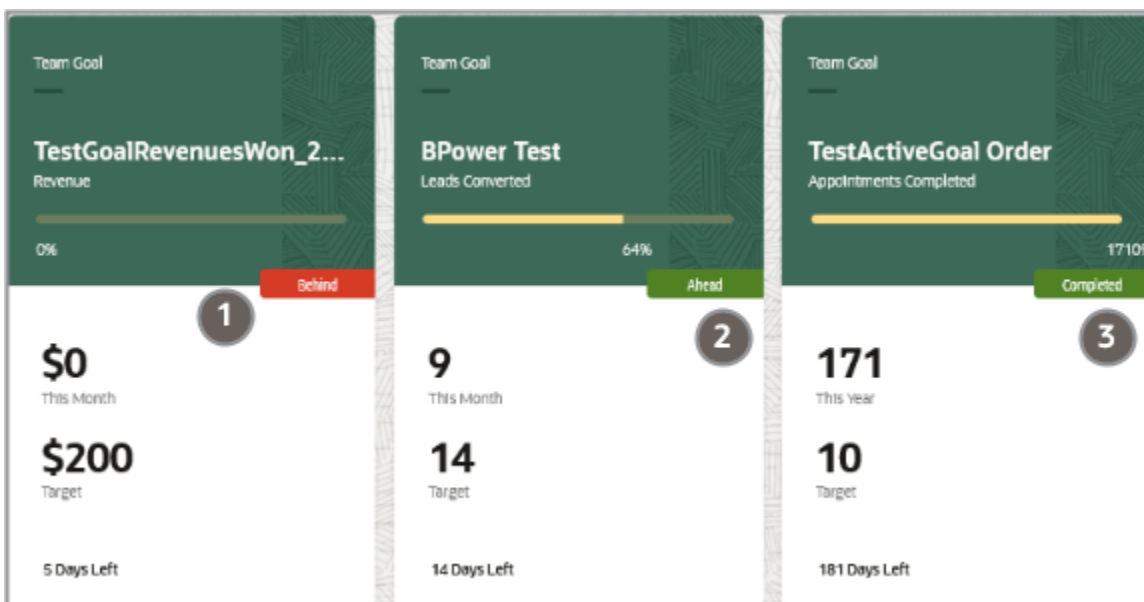 Team Goal
TestGoalRevenuesWon_2...
Revenue
0%
Behind
1
$0
This Month
$200
Target
5 Days Left
Team Goal
BPower Test
Leads Converted
64%
Ahead
2
9
This Month
14
Target
14 Days Left
Team Goal
TestActiveGoal Order
Appointments Completed
1710%
Completed
3
171
This Year
10
Target
181 Days Left